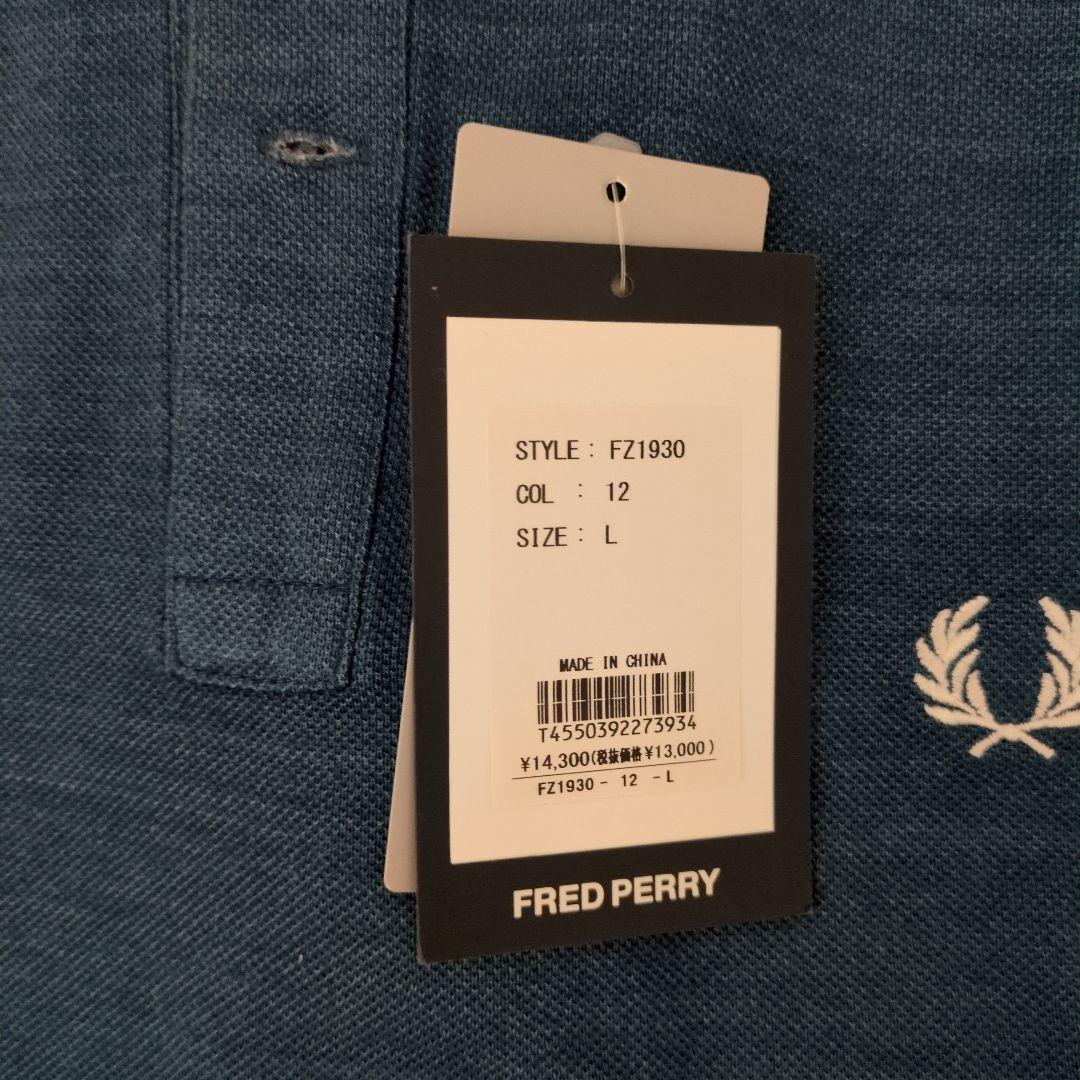 STYLE： FZ1930
COL ： 12
SIZE： L
MADE IN CHINA
T4550392273934
¥14,300(税抜価格¥13,000)
FZ1930 - 12 - L
FRED PERRY